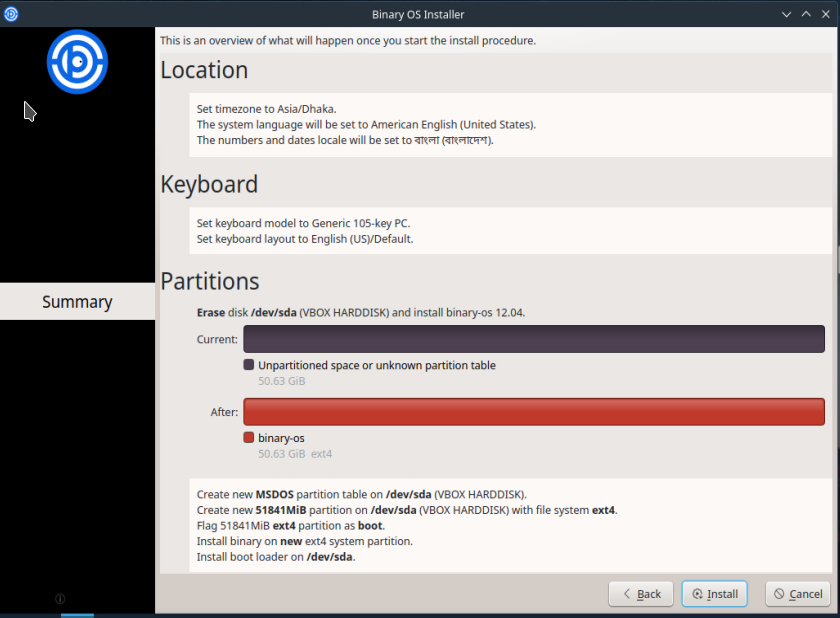 Binary OS Installer
This is an overview of what will happen once you start the install procedure.
Location
Set timezone to Asia/Dhaka.
The system language will be set to American English (United States).
The numbers and dates locale will be set to বাংলা (বাংলাদেশ).
Keyboard
Set keyboard model to Generic 105-key PC.
Set keyboard layout to English (US)/Default.
Summary
Partitions
Erase disk /dev/sda (VBOX HARDDISK) and install binary-os 12.04.
Current:
Unpartitioned space or unknown partition table
50.63 GiB
After:
binary-os
50.63 GiB ext4
Create new MSDOS partition table on /dev/sda (VBOX HARDDISK).
Create new 51841MiB partition on /dev/sda (VBOX HARDDISK) with file system ext4.
Flag 51841MiB ext4 partition as boot.
Install binary on new ext4 system partition.
Install boot loader on /dev/sda.
Back Install Cancel